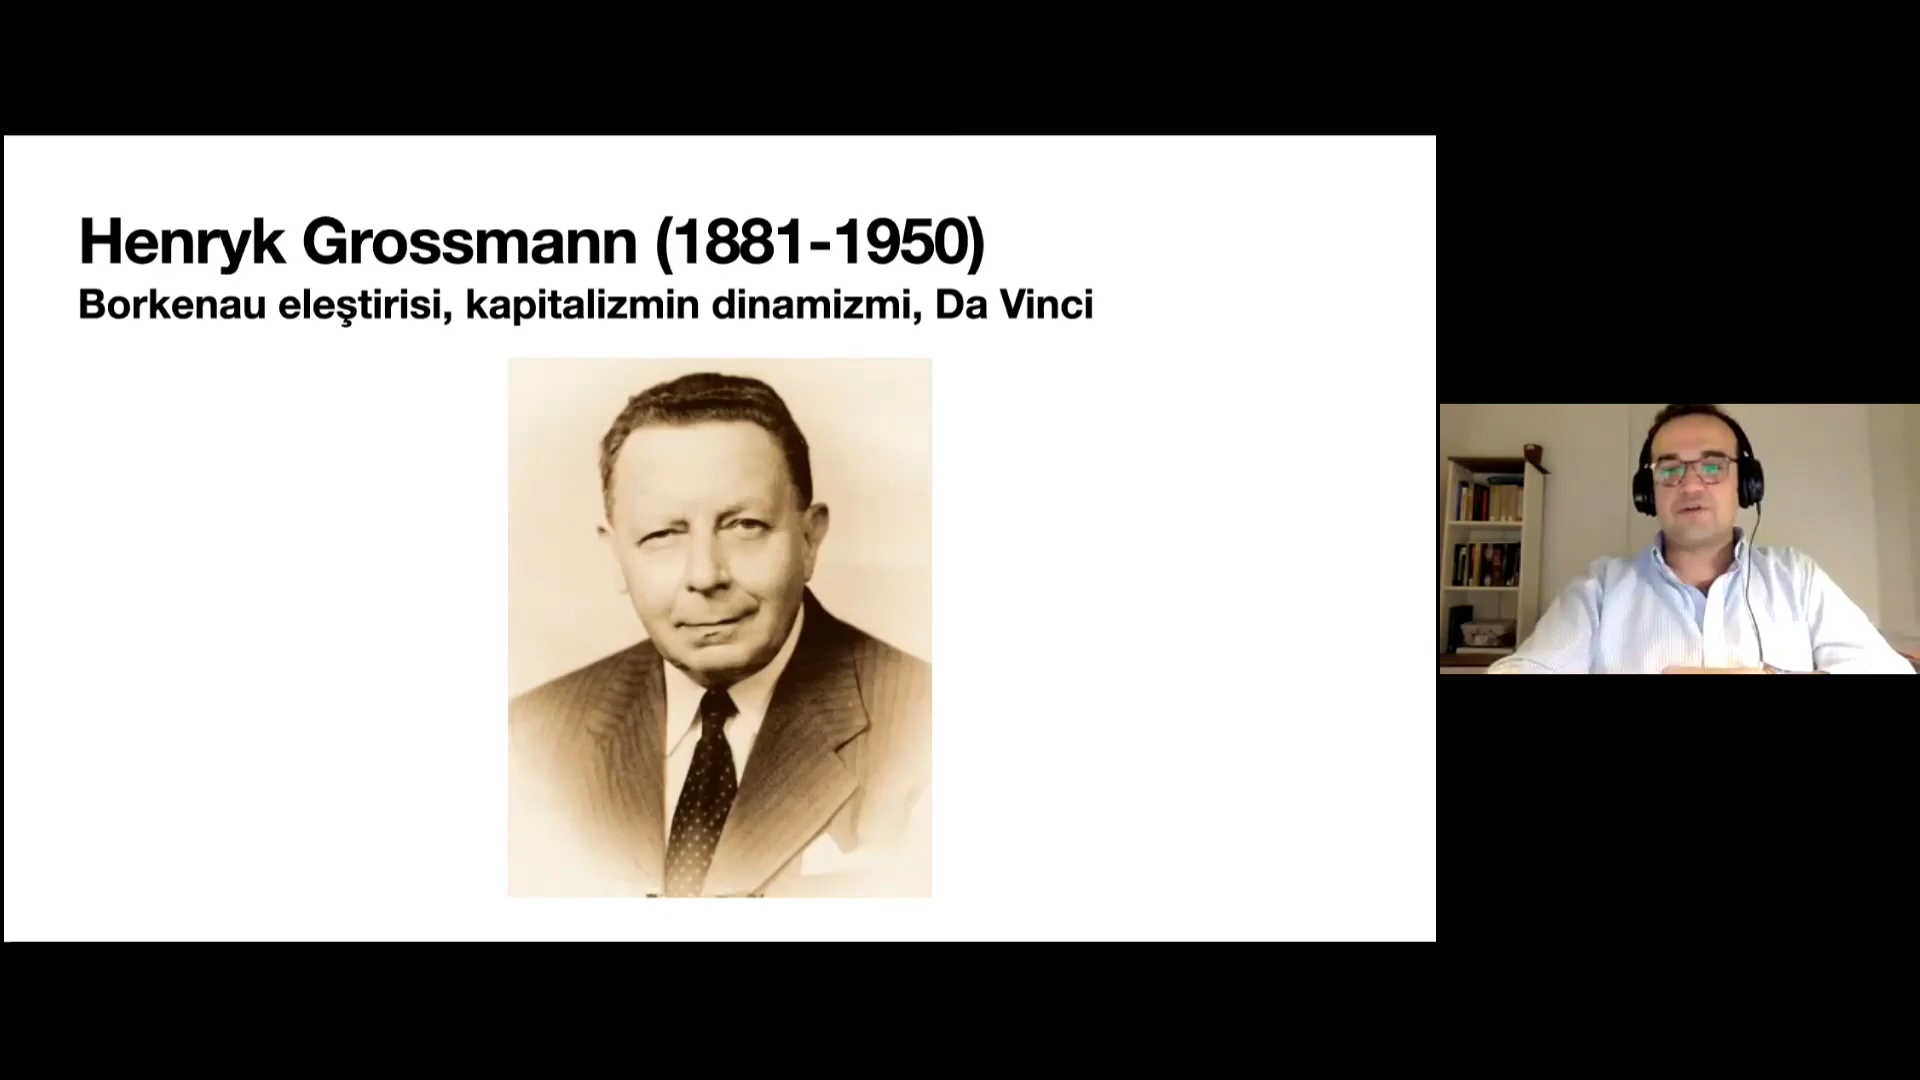 Henryk Grossmann (1881-1950)
Borkenau eleştirisi, kapitalizmin dinamizmi, Da Vinci